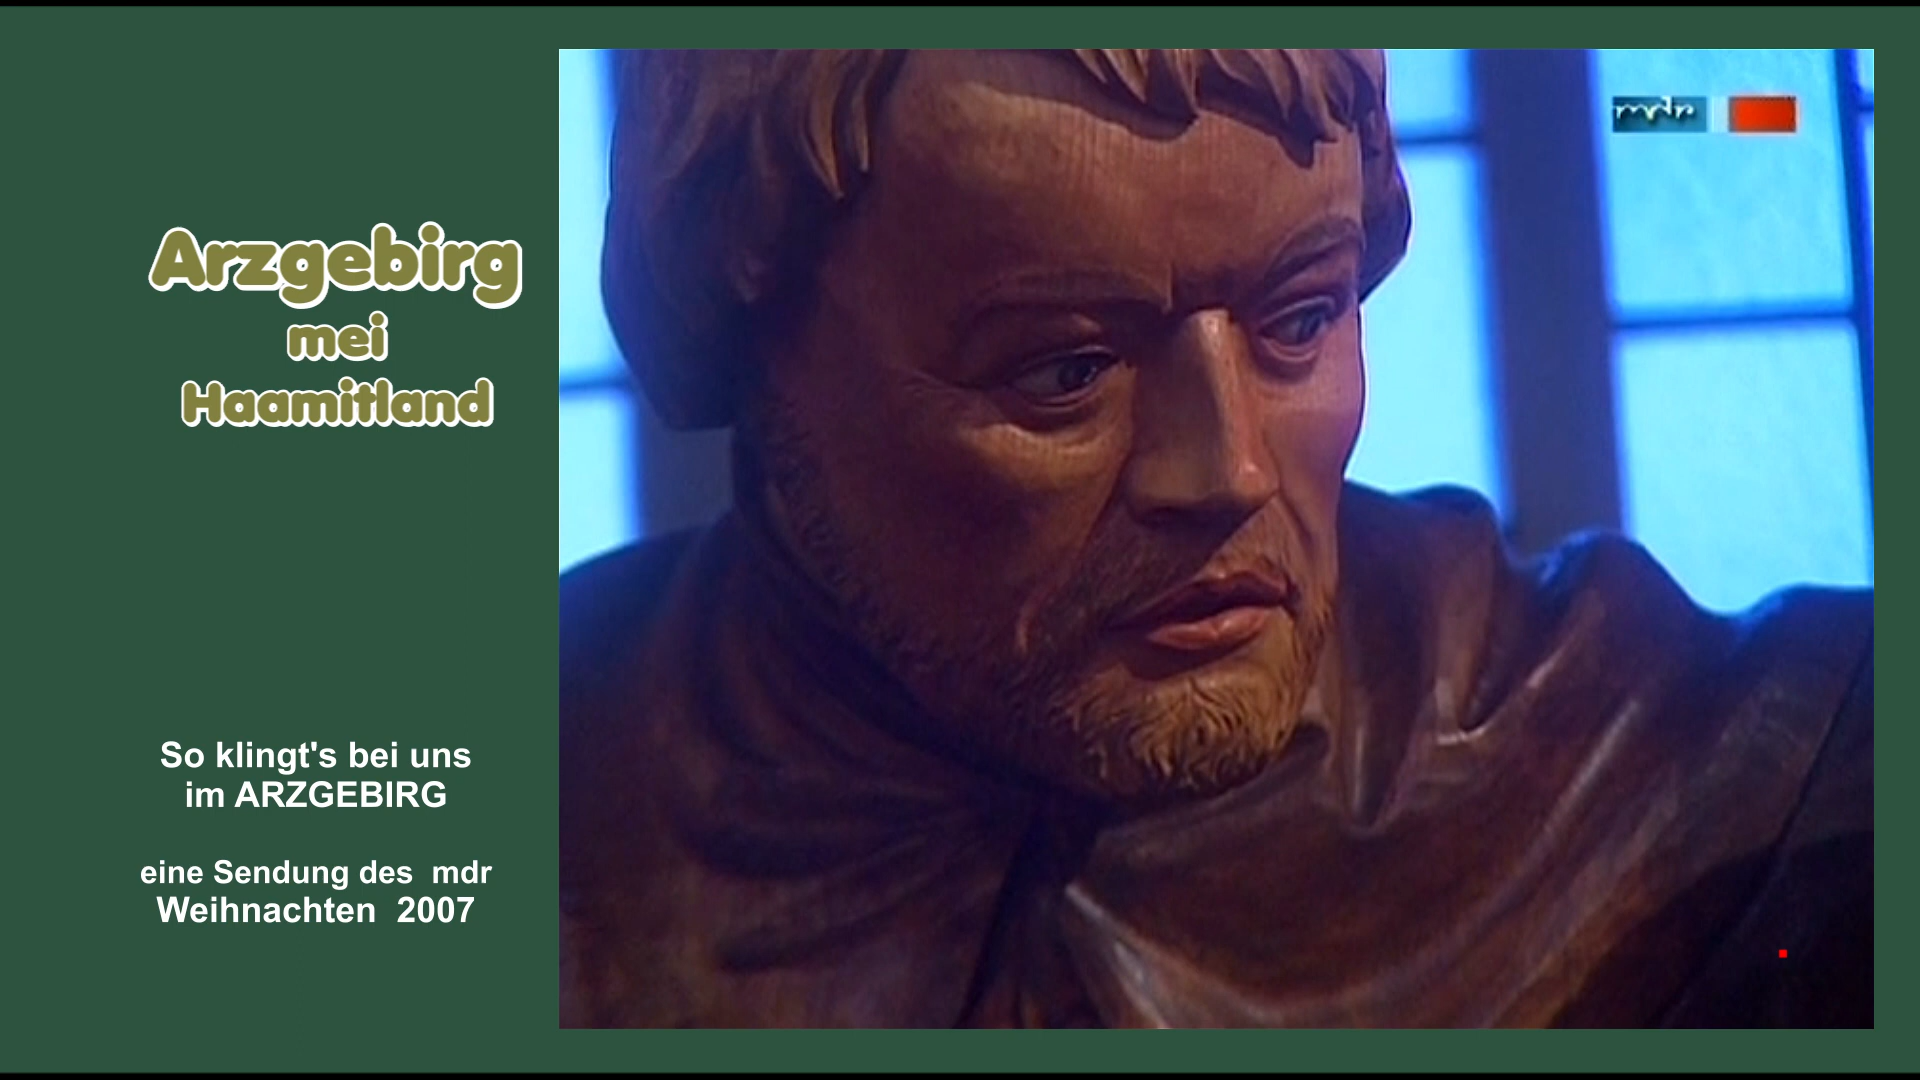 Arzgebirg
mei
Haamitland
mdr
So klingt's bei uns
im ARZGEBIRG
eine Sendung des mdr
Weihnachten 2007